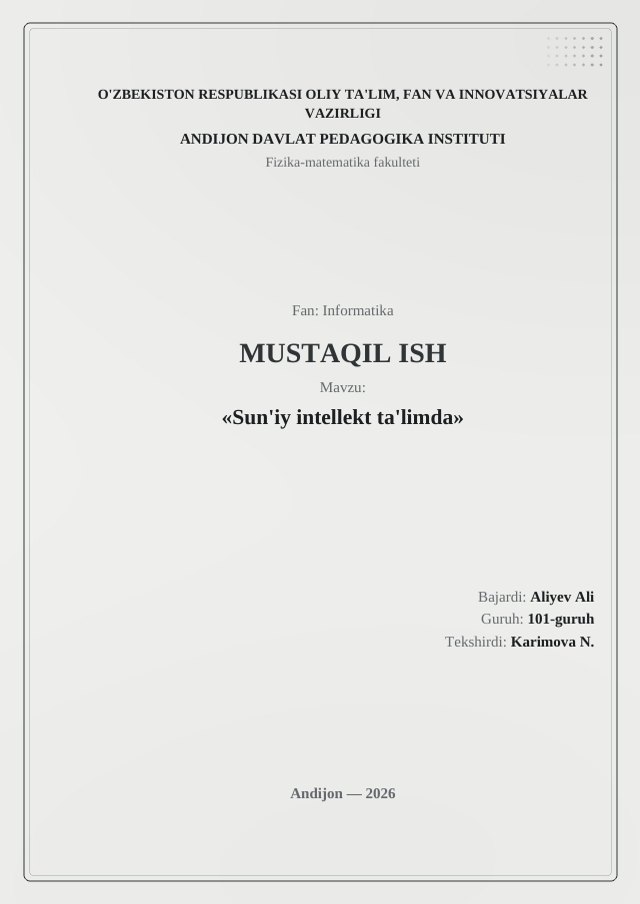 O'ZBEKISTON RESPUBLIKASI OLIY TA'LIM, FAN VA INNOVATSIYALAR
VAZIRLIGI
ANDIJON DAVLAT PEDAGOGIKA INSTITUTI
Fizika-matematika fakulteti
Fan: Informatika
MUSTAQIL ISH
Mavzu:
«Sun'iy intellekt ta'limda»
Bajardi: Aliyev Ali
Guruh: 101-guruh
Tekshirdi: Karimova N.
Andijon — 2026